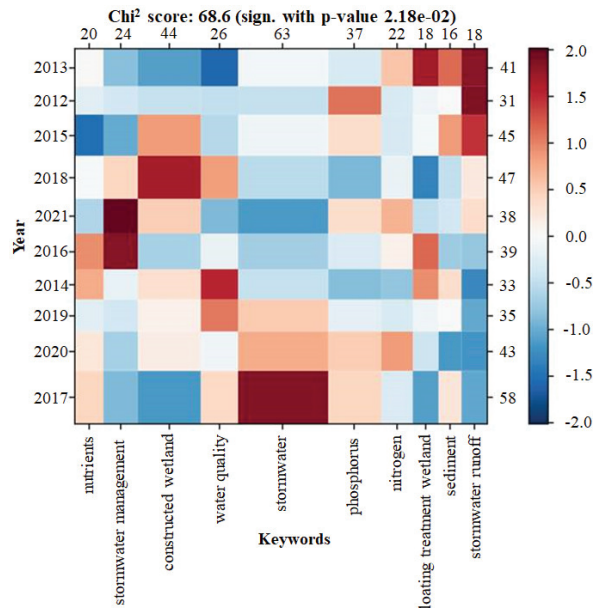 Chi² score: 68.6 (sign. with p-value 2.18e-02)
20 24 44 26 63 37 22 18 16 18
2013 41
2012 31
2015 45
2018 47
2021 38
2016 39
2014 33
2019 35
2020 43
2017 58
Year
2.0
1.5
1.0
0.5
0.0
-0.5
-1.0
-1.5
-2.0
nutrients
stormwater management
constructed wetland
water quality
stormwater
phosphorus
nitrogen
loating treatment wetland
sediment
stormwater runoff
Keywords